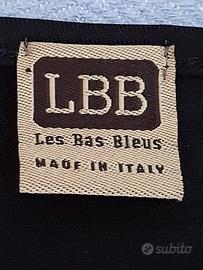 LBB
Les Bas Bleus
MADE IN ITALY
subito